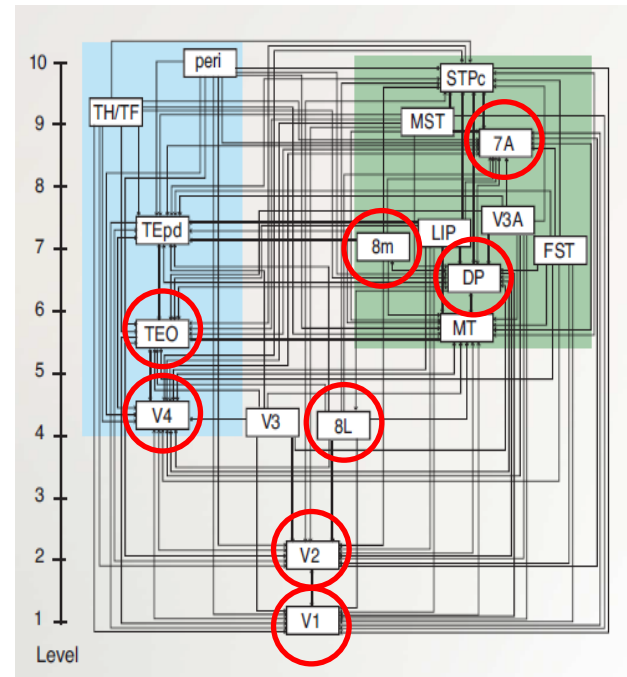 10
peri
STPc
TH/TF
9
MST
7A
8
TEpd
V3A
LIP
7
8m
FST
DP
6
TEO
MT
5
V4
V3
8L
4
3
2
V2
1
V1
Level